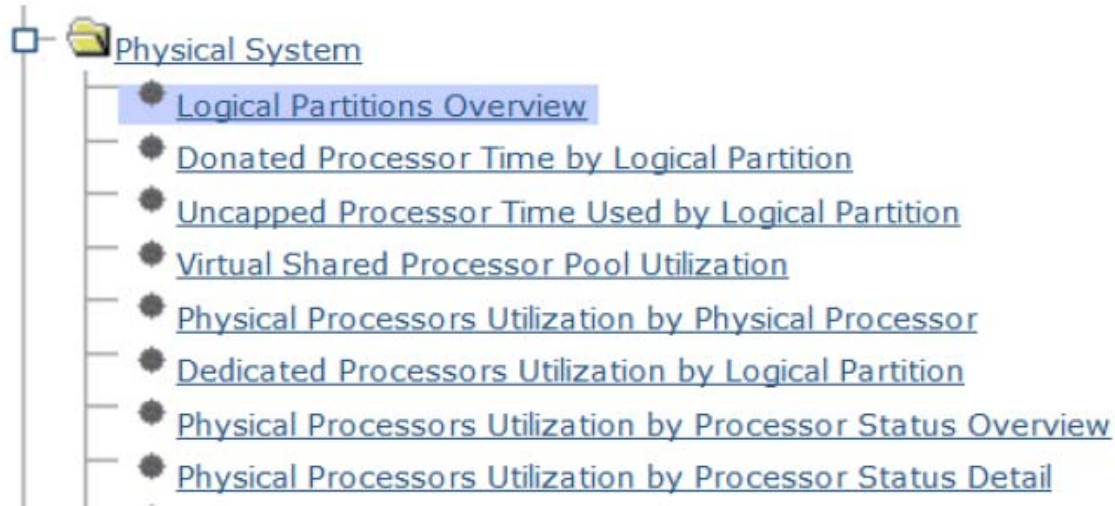 Physical System
Logical Partitions Overview
Donated Processor Time by Logical Partition
Uncapped Processor Time Used by Logical Partition
Virtual Shared Processor Pool Utilization
Physical Processors Utilization by Physical Processor
Dedicated Processors Utilization by Logical Partition
Physical Processors Utilization by Processor Status Overview
Physical Processors Utilization by Processor Status Detail